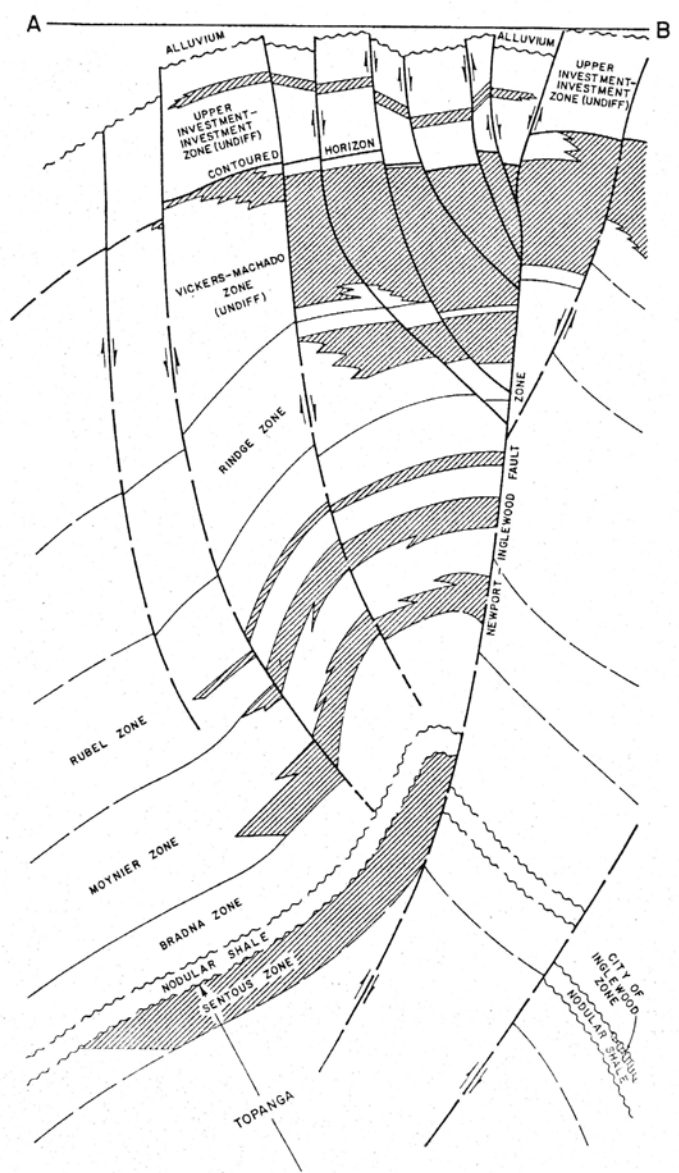 A
B
ALLUVIUM
ALLUVIUM
UPPER
INVESTMENT-
INVESTMENT
ZONE (UNDIFF)
UPPER
INVESTMENT-
INVESTMENT
ZONE (UNDIFF)
CONTOURED HORIZON
VICKERS-MACHADO
ZONE
(UNDIFF)
RINDGE ZONE
NEWPORT - INGLEWOOD FAULT ZONE
RUBEL ZONE
MOYNIER ZONE
BRADNA ZONE
NODULAR SHALE
SENTOUS ZONE
TOPANGA
CITY OF
INGLEWOOD
ZONE
NODULAR SHALE